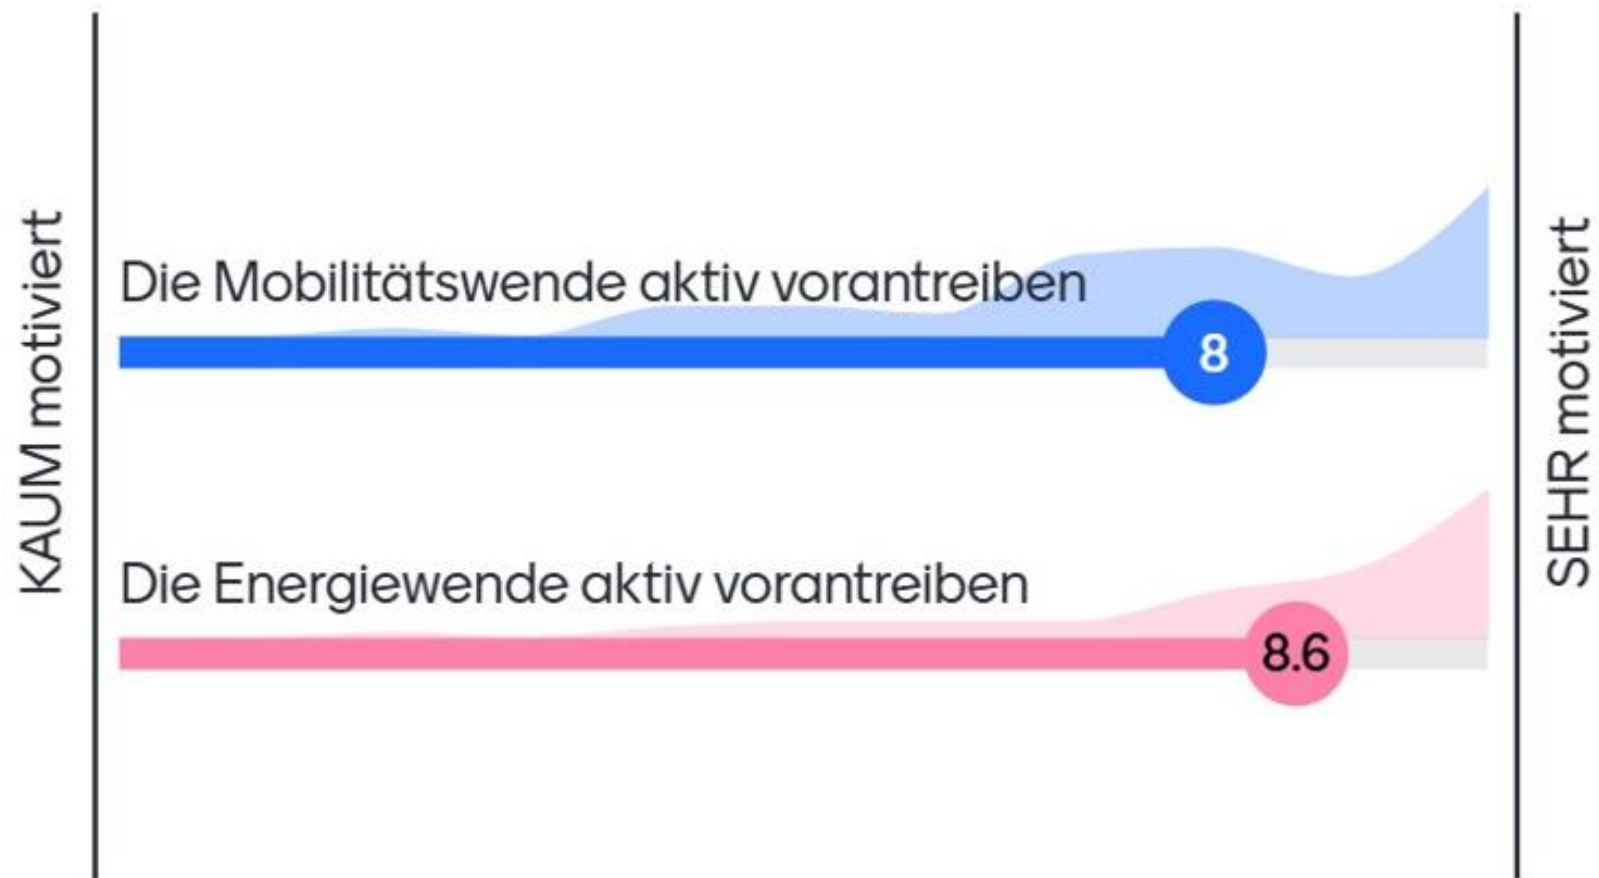 KAUM motiviert
Die Mobilitätswende aktiv vorantreiben
8
Die Energiewende aktiv vorantreiben
8.6
SEHR motiviert